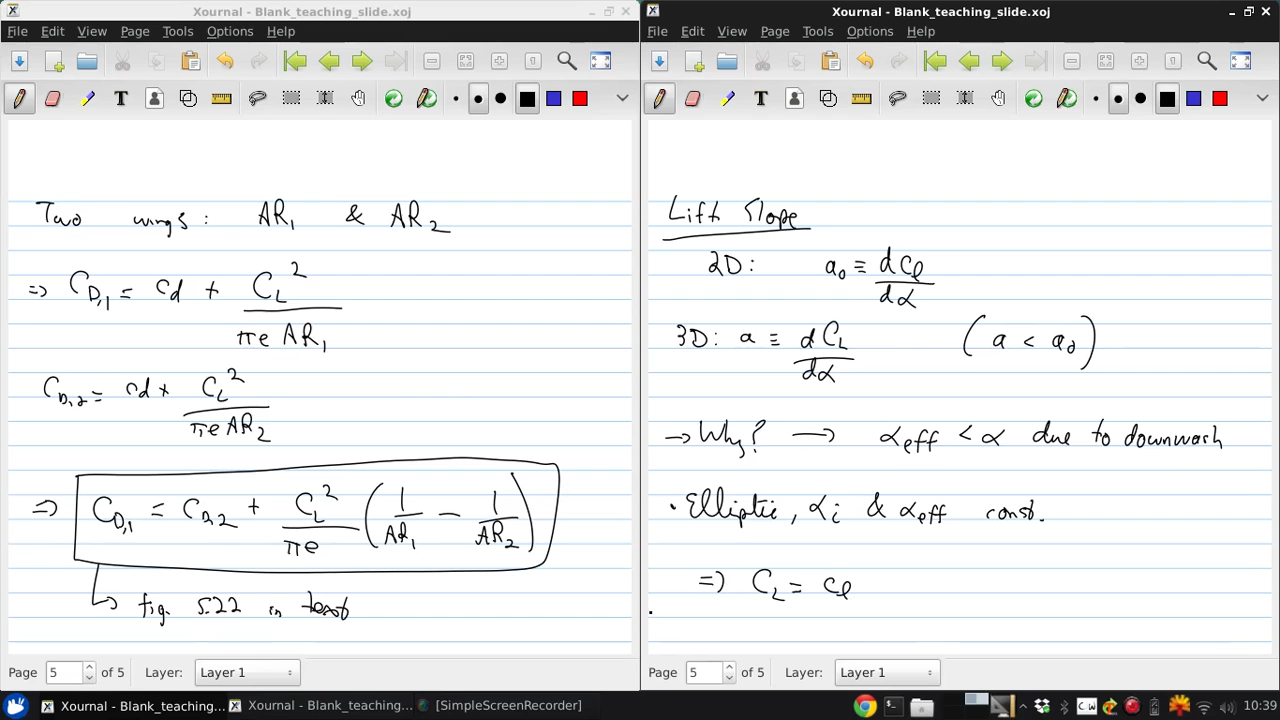 Xournal - Blank_teaching_slide.xoj
File Edit View Page Tools Options Help
Two wings: AR₁ & AR₂
⇒ C_D,1 = cd + C_L² / πe AR₁
C_D,2 = cd + C_L² / πe AR₂
⇒ C_D,1 = C_D,2 + C_L² / πe (1/AR₁ − 1/AR₂)
↳ fig. 5.22 in text
Page 5 of 5 Layer: Layer 1
Xournal - Blank_teaching_slide.xoj
File Edit View Page Tools Options Help
Lift Slope
2D: a₀ ≡ dCℓ / dα
3D: a ≡ dC_L / dα (a < a₀)
→ Why? → αeff < α due to downwash
· Elliptic, αi & αeff const.
⇒ C_L = cℓ
Page 5 of 5 Layer: Layer 1
Xournal - Blank_teaching... Xournal - Blank_teaching... [SimpleScreenRecorder] 10:39